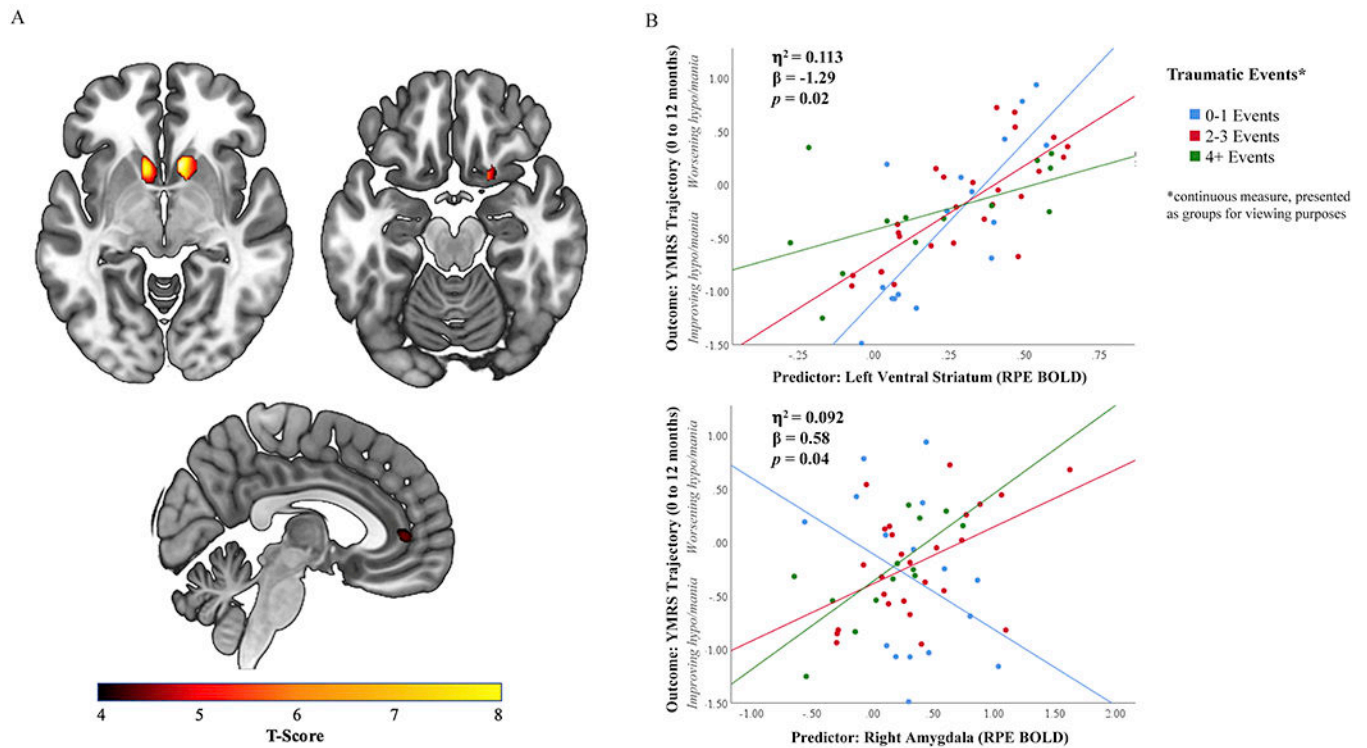 A
4
5
6
7
8
T-Score
B
η² = 0.113
β = -1.29
p = 0.02
Outcome: YMRS Trajectory (0 to 12 months)
Improving hypo/mania Worsening hypo/mania
1.00
.50
.00
-.50
-1.00
-1.50
-.25 .00 .25 .50 .75
Predictor: Left Ventral Striatum (RPE BOLD)
Traumatic Events*
0-1 Events
2-3 Events
4+ Events
*continuous measure, presented
as groups for viewing purposes
η² = 0.092
β = 0.58
p = 0.04
Outcome: YMRS Trajectory (0 to 12 months)
Improving hypo/mania Worsening hypo/mania
1.00
.50
.00
-.50
-1.00
-1.50
-1.00 -.50 .00 .50 1.00 1.50 2.00
Predictor: Right Amygdala (RPE BOLD)